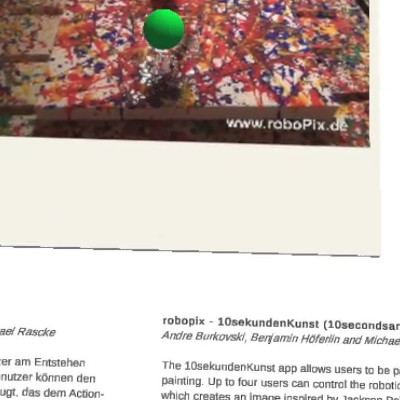 www.roboPix.de
ael Rascke
zer am Entstehen
nutzer können den
ugt, das dem Action-
robopix - 10sekundenKunst (10secondsar
Andre Burkovski, Benjamin Höferlin and Michae
The 10sekundenKunst app allows users to be p
painting. Up to four users can control the roboti
which creates an image inspired by Jackson Pol